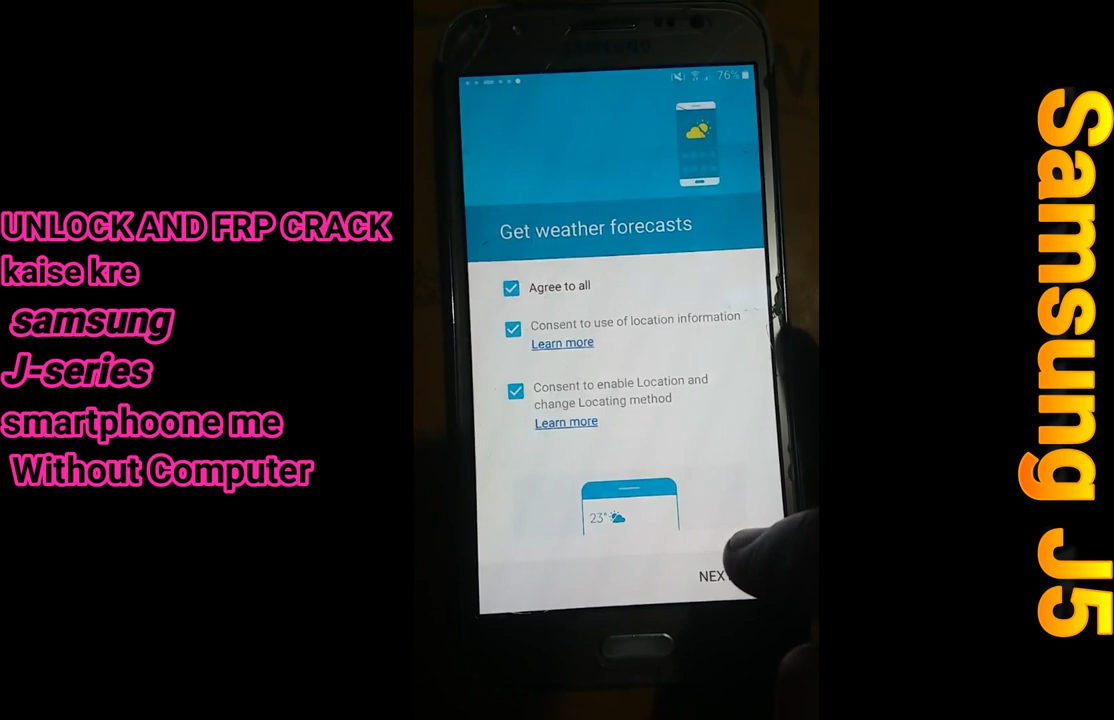 UNLOCK AND FRP CRACK
kaise kre
samsung
J-series
smartphoone me
Without Computer
SAMSUNG
76%
Get weather forecasts
Agree to all
Consent to use of location information
Learn more
Consent to enable Location and
change Locating method
Learn more
23°
NEX
Samsung J5